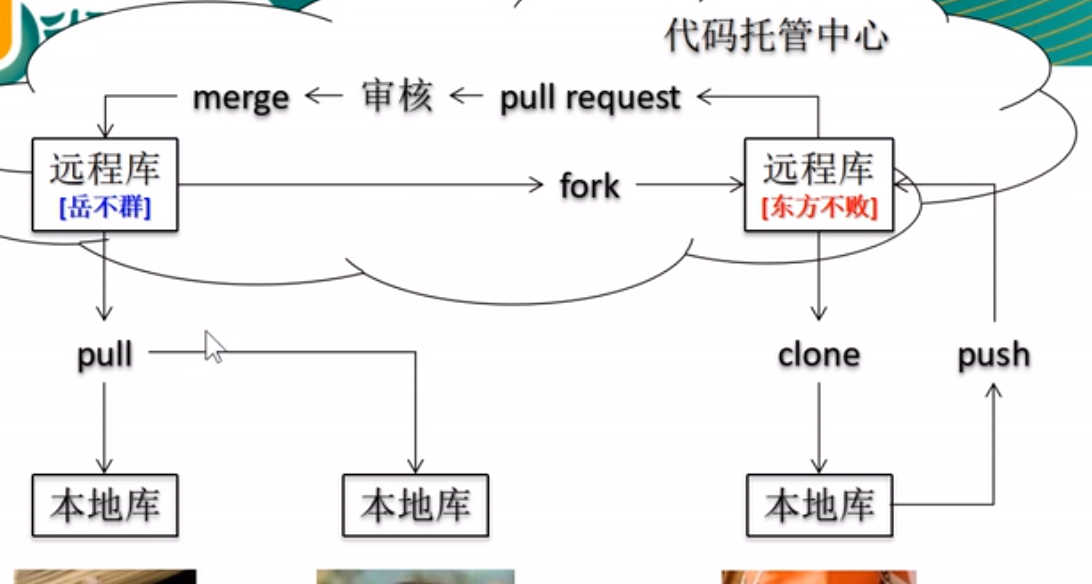 代码托管中心
merge
审核
pull request
远程库
[岳不群]
fork
远程库
[东方不败]
pull
clone
push
本地库
本地库
本地库